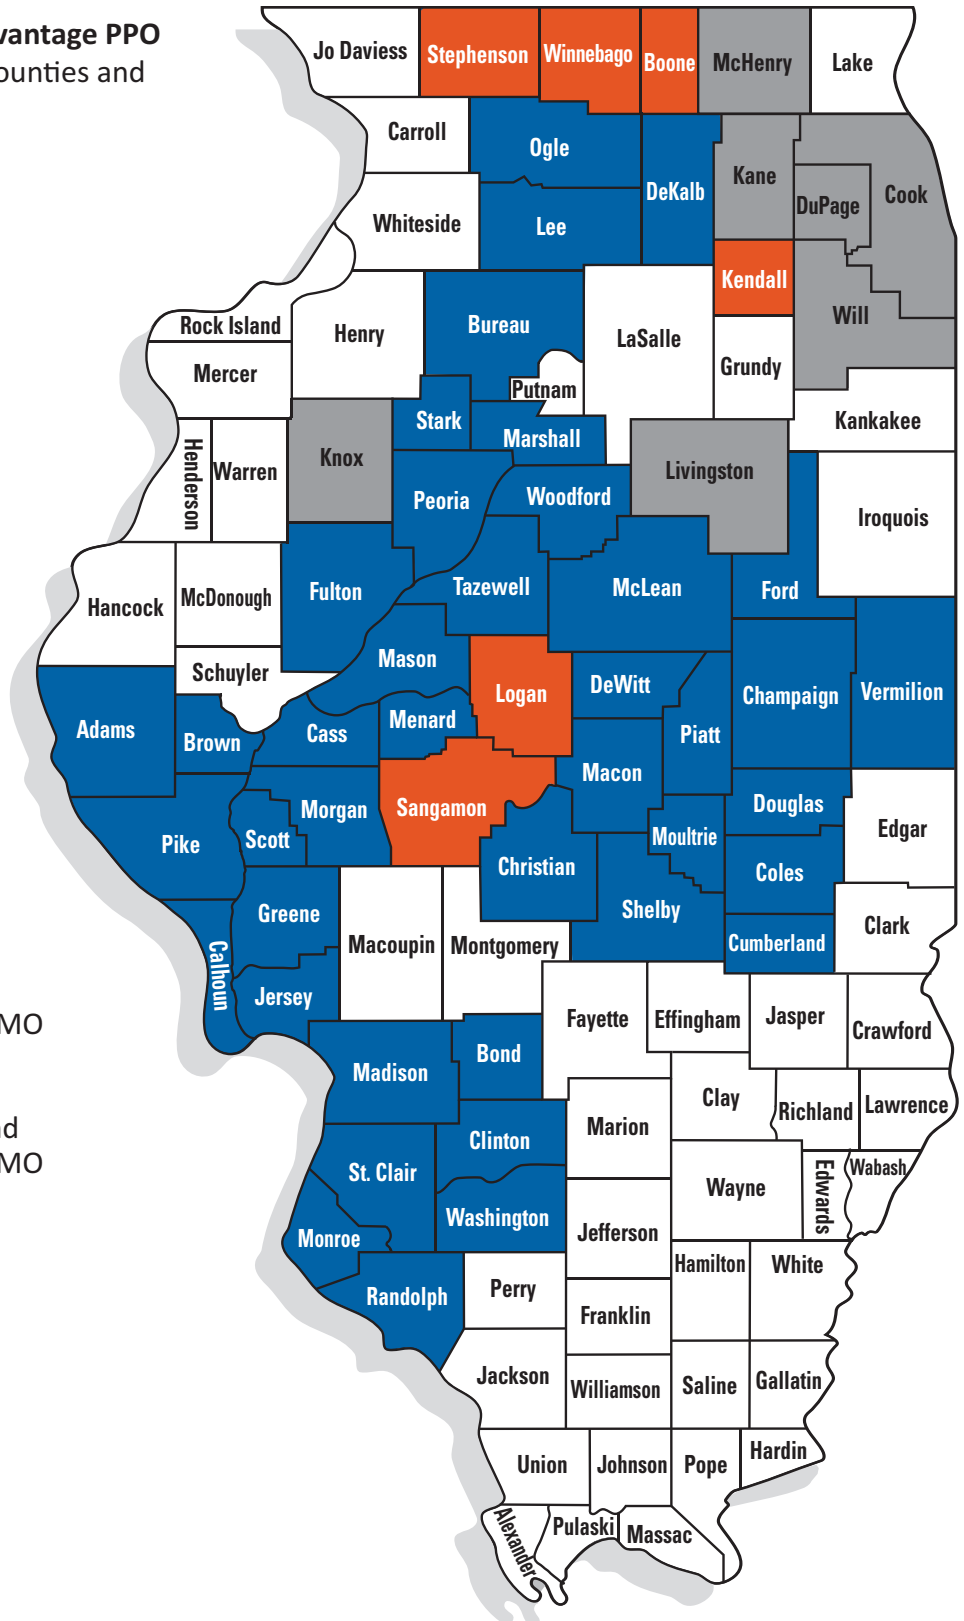 vantage PPO
ounties and
Jo Daviess
Stephenson
Winnebago
Boone
McHenry
Lake
Carroll
Ogle
DeKalb
Kane
DuPage
Cook
Whiteside
Lee
Kendall
Rock Island
Henry
Bureau
LaSalle
Will
Mercer
Putnam
Grundy
Kankakee
Henderson
Warren
Knox
Stark
Marshall
Livingston
Peoria
Woodford
Iroquois
Hancock
McDonough
Fulton
Tazewell
McLean
Ford
Schuyler
Mason
Logan
DeWitt
Champaign
Vermilion
Adams
Brown
Cass
Menard
Piatt
Macon
Pike
Scott
Morgan
Sangamon
Moultrie
Douglas
Edgar
Christian
Coles
Greene
Shelby
Clark
Calhoun
Macoupin
Montgomery
Cumberland
Jersey
MO
Fayette
Effingham
Jasper
Crawford
Madison
Bond
Clay
Richland
Lawrence
nd
MO
Marion
Clinton
St. Clair
Wayne
Edwards
Wabash
Washington
Monroe
Jefferson
Hamilton
White
Randolph
Perry
Franklin
Jackson
Williamson
Saline
Gallatin
Union
Johnson
Pope
Hardin
Alexander
Pulaski
Massac